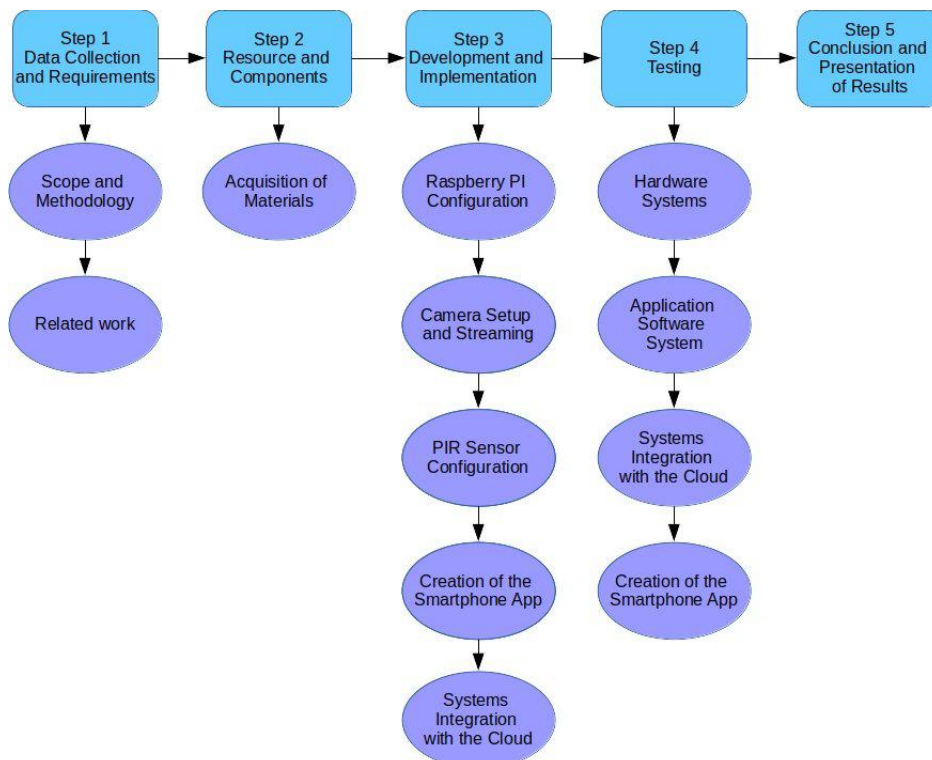 Step 1
Data Collection
and Requirements
Step 2
Resource and
Components
Step 3
Development and
Implementation
Step 4
Testing
Step 5
Conclusion and
Presentation
of Results
Scope and
Methodology
Related work
Acquisition of
Materials
Raspberry PI
Configuration
Camera Setup
and Streaming
PIR Sensor
Configuration
Creation of the
Smartphone App
Systems
Integration
with the Cloud
Hardware
Systems
Application
Software
System
Systems
Integration
with the Cloud
Creation of the
Smartphone App